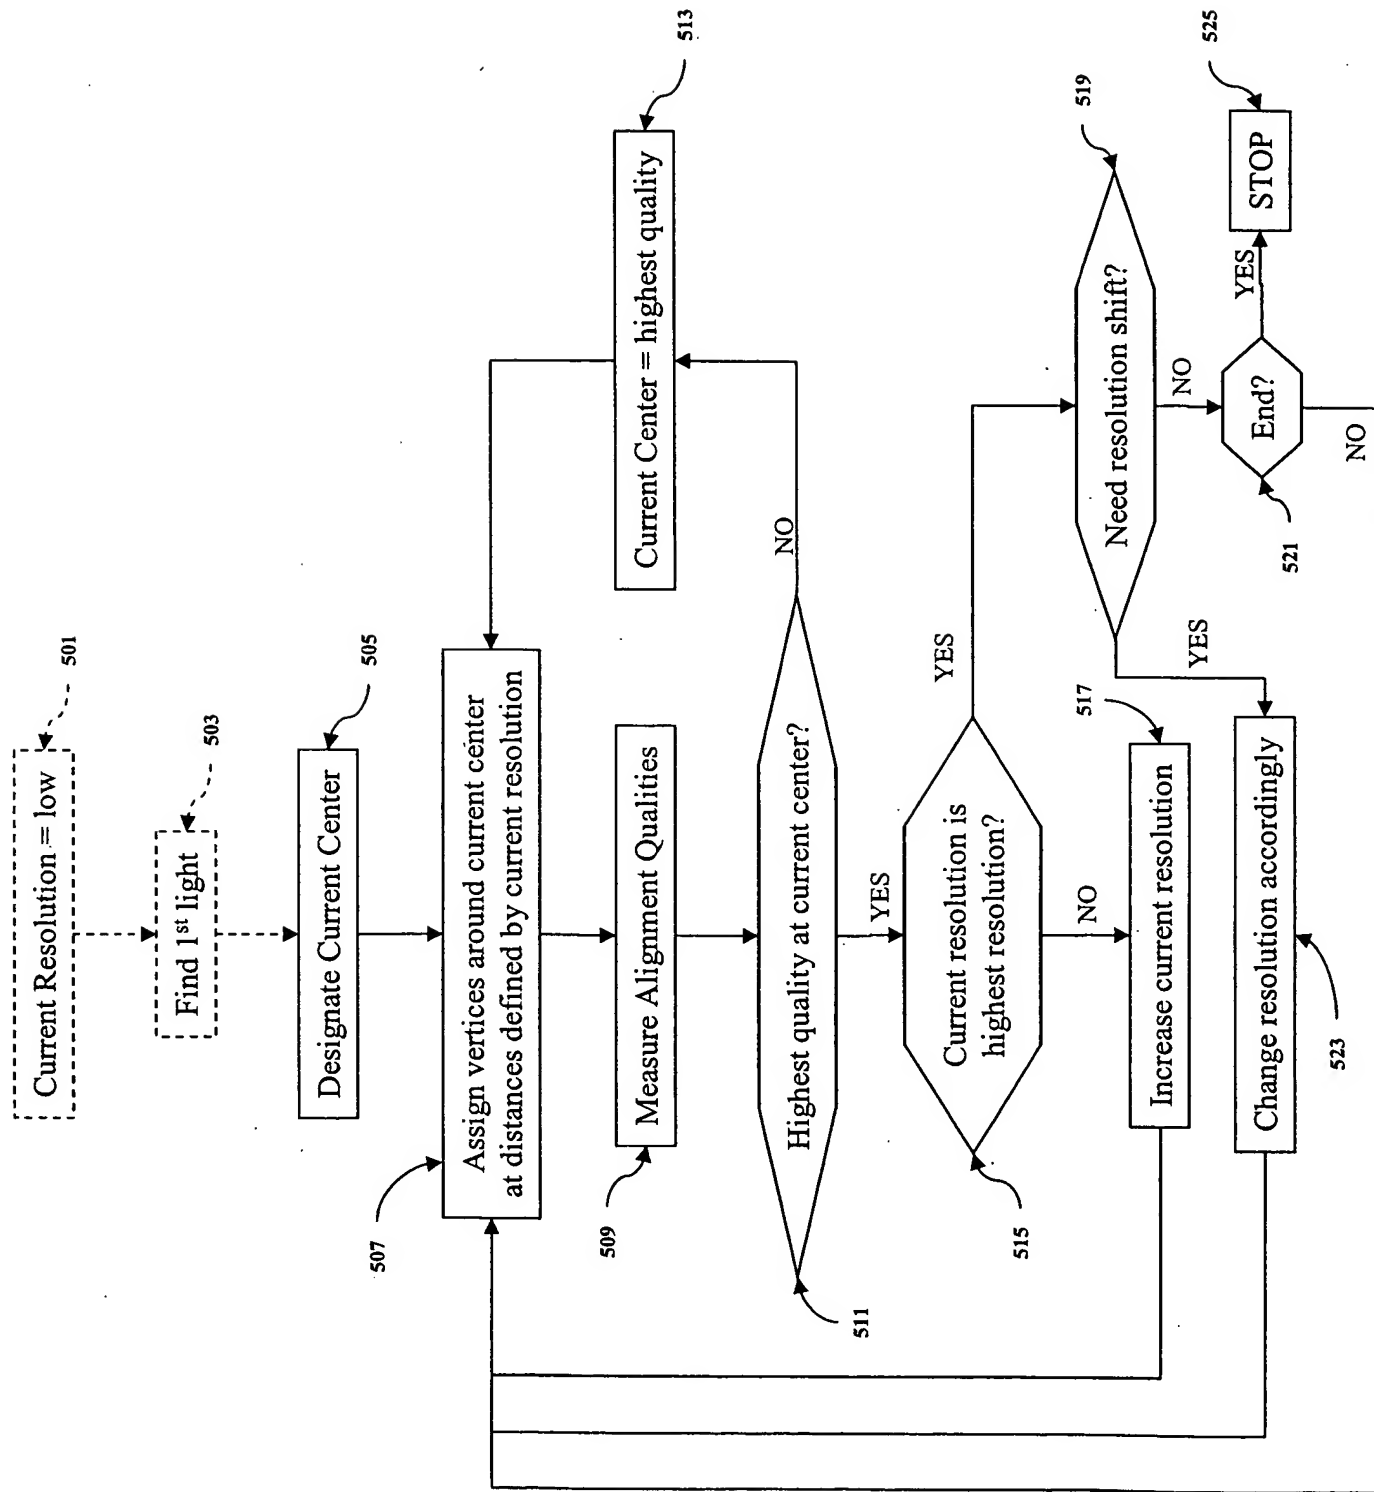 Current Resolution = low
501
Find 1st light
503
Designate Current Center
505
Assign vertices around current center
at distances defined by current resolution
507
Measure Alignment Qualities
509
Current Center = highest quality
513
Highest quality at current center?
511
NO
YES
Current resolution is
highest resolution?
515
YES
NO
Need resolution shift?
519
Increase current resolution
517
YES
NO
Change resolution accordingly
523
End?
521
YES
STOP
525
NO